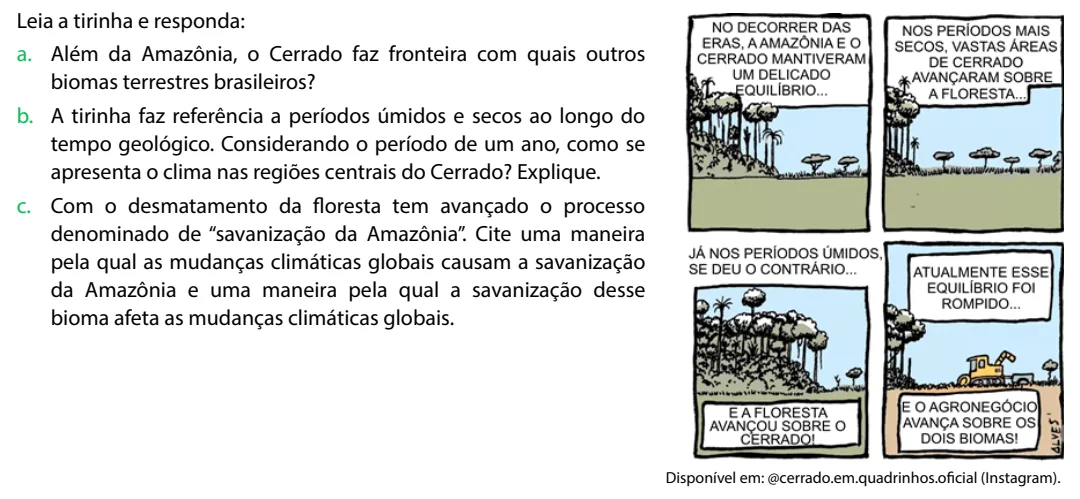 Leia a tirinha e responda:
a. Além da Amazônia, o Cerrado faz fronteira com quais outros
biomas terrestres brasileiros?
b. A tirinha faz referência a períodos úmidos e secos ao longo do
tempo geológico. Considerando o período de um ano, como se
apresenta o clima nas regiões centrais do Cerrado? Explique.
c. Com o desmatamento da floresta tem avançado o processo
denominado de “savanização da Amazônia”. Cite uma maneira
pela qual as mudanças climáticas globais causam a savanização
da Amazônia e uma maneira pela qual a savanização desse
bioma afeta as mudanças climáticas globais.
NO DECORRER DAS
ERAS, A AMAZÔNIA E O
CERRADO MANTIVERAM
UM DELICADO
EQUILÍBRIO...
NOS PERÍODOS MAIS
SECOS, VASTAS ÁREAS
DE CERRADO
AVANÇARAM SOBRE
A FLORESTA...
JÁ NOS PERÍODOS ÚMIDOS,
SE DEU O CONTRÁRIO...
E A FLORESTA
AVANÇOU SOBRE O
CERRADO!
ATUALMENTE ESSE
EQUILÍBRIO FOI
ROMPIDO...
E O AGRONEGÓCIO
AVANÇA SOBRE OS
DOIS BIOMAS!
ALVES
Disponível em: @cerrado.em.quadrinhos.oficial (Instagram).